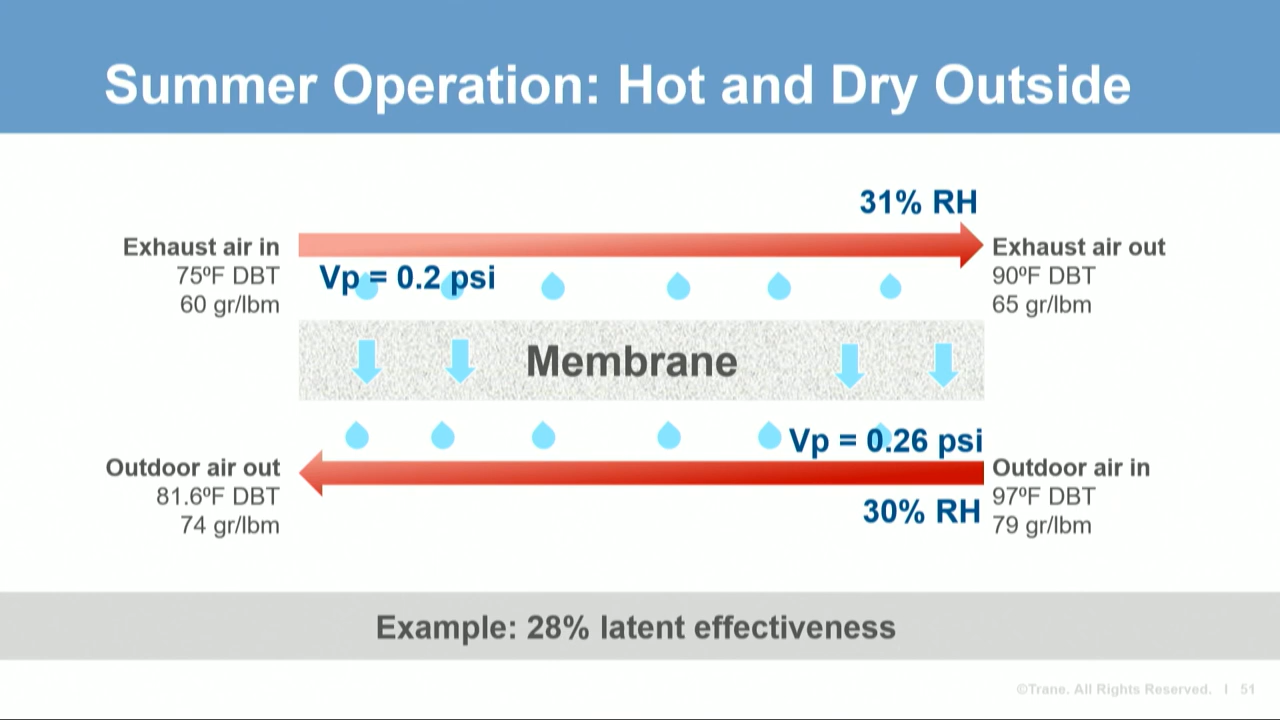 Summer Operation: Hot and Dry Outside
31% RH
Exhaust air in
75ºF DBT
60 gr/lbm
Vp = 0.2 psi
Exhaust air out
90ºF DBT
65 gr/lbm
Membrane
Vp = 0.26 psi
Outdoor air out
81.6ºF DBT
74 gr/lbm
30% RH
Outdoor air in
97ºF DBT
79 gr/lbm
Example: 28% latent effectiveness
©Trane. All Rights Reserved. I 51